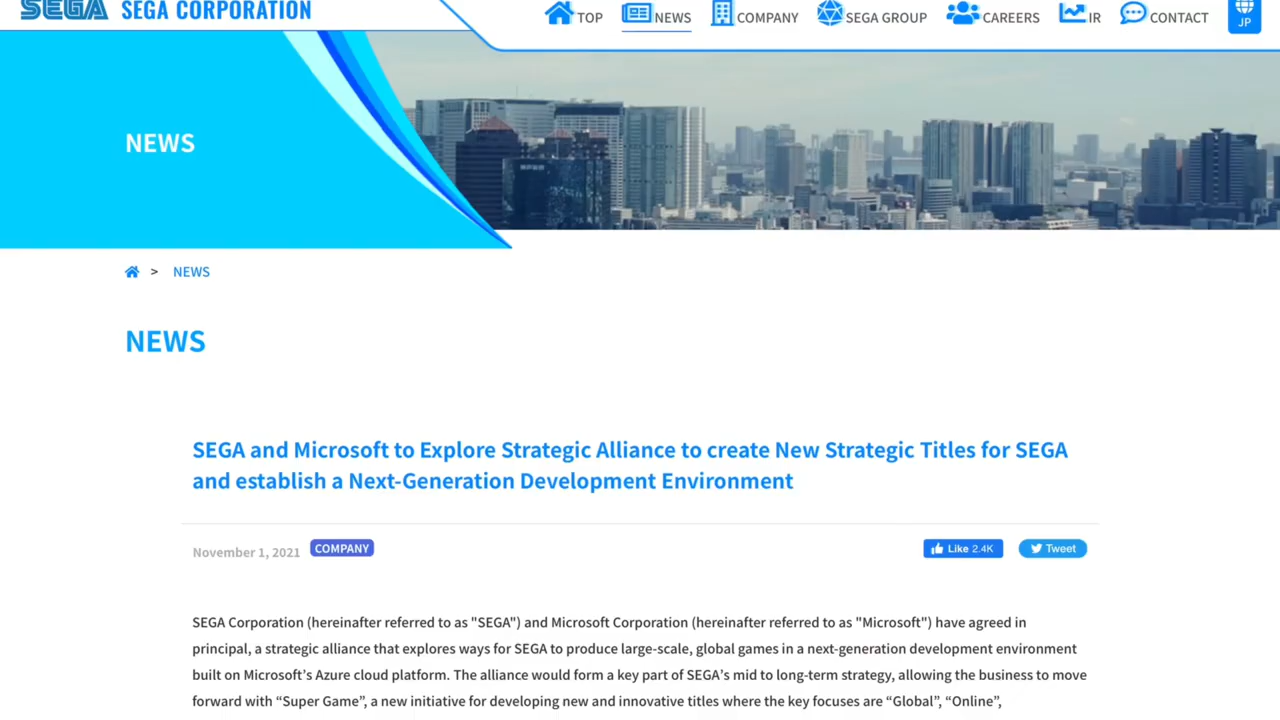 SEGA SEGA CORPORATION
TOP NEWS COMPANY SEGA GROUP CAREERS IR CONTACT JP
NEWS
> NEWS
NEWS
SEGA and Microsoft to Explore Strategic Alliance to create New Strategic Titles for SEGA
and establish a Next-Generation Development Environment
November 1, 2021 COMPANY Like 2.4K Tweet
SEGA Corporation (hereinafter referred to as "SEGA") and Microsoft Corporation (hereinafter referred to as "Microsoft") have agreed in
principal, a strategic alliance that explores ways for SEGA to produce large-scale, global games in a next-generation development environment
built on Microsoft’s Azure cloud platform. The alliance would form a key part of SEGA’s mid to long-term strategy, allowing the business to move
forward with “Super Game”, a new initiative for developing new and innovative titles where the key focuses are “Global”, “Online”,